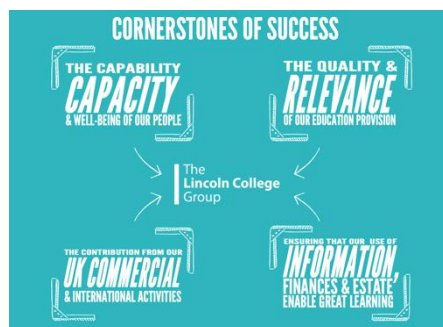 CORNERSTONES OF SUCCESS
THE CAPABILITY
CAPACITY
& WELL-BEING OF OUR PEOPLE
THE QUALITY &
RELEVANCE
OF OUR EDUCATION PROVISION
The
Lincoln College
Group
THE CONTRIBUTION FROM OUR
UK COMMERCIAL
& INTERNATIONAL ACTIVITIES
ENSURING THAT OUR USE OF
INFORMATION,
FINANCES & ESTATE
ENABLE GREAT LEARNING